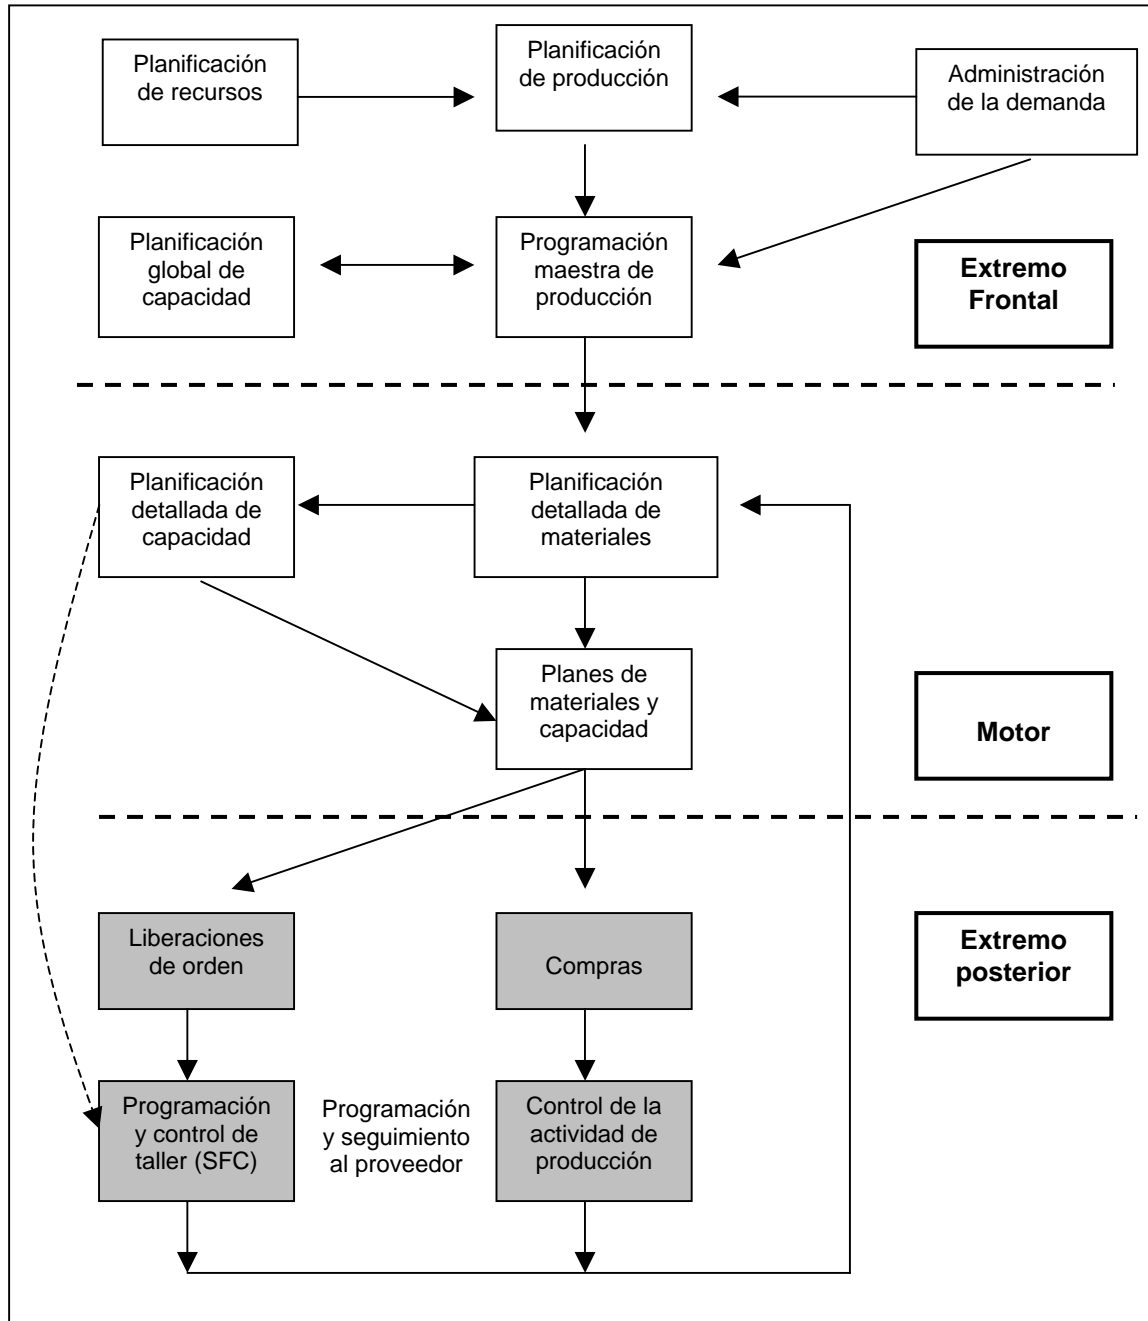 Planificación
de recursos
Planificación
de producción
Administración
de la demanda
Planificación
global de
capacidad
Programación
maestra de
producción
Extremo
Frontal
Planificación
detallada de
capacidad
Planificación
detallada de
materiales
Planes de
materiales y
capacidad
Motor
Liberaciones
de orden
Compras
Extremo
posterior
Programación
y control de
taller (SFC)
Programación
y seguimiento
al proveedor
Control de la
actividad de
producción